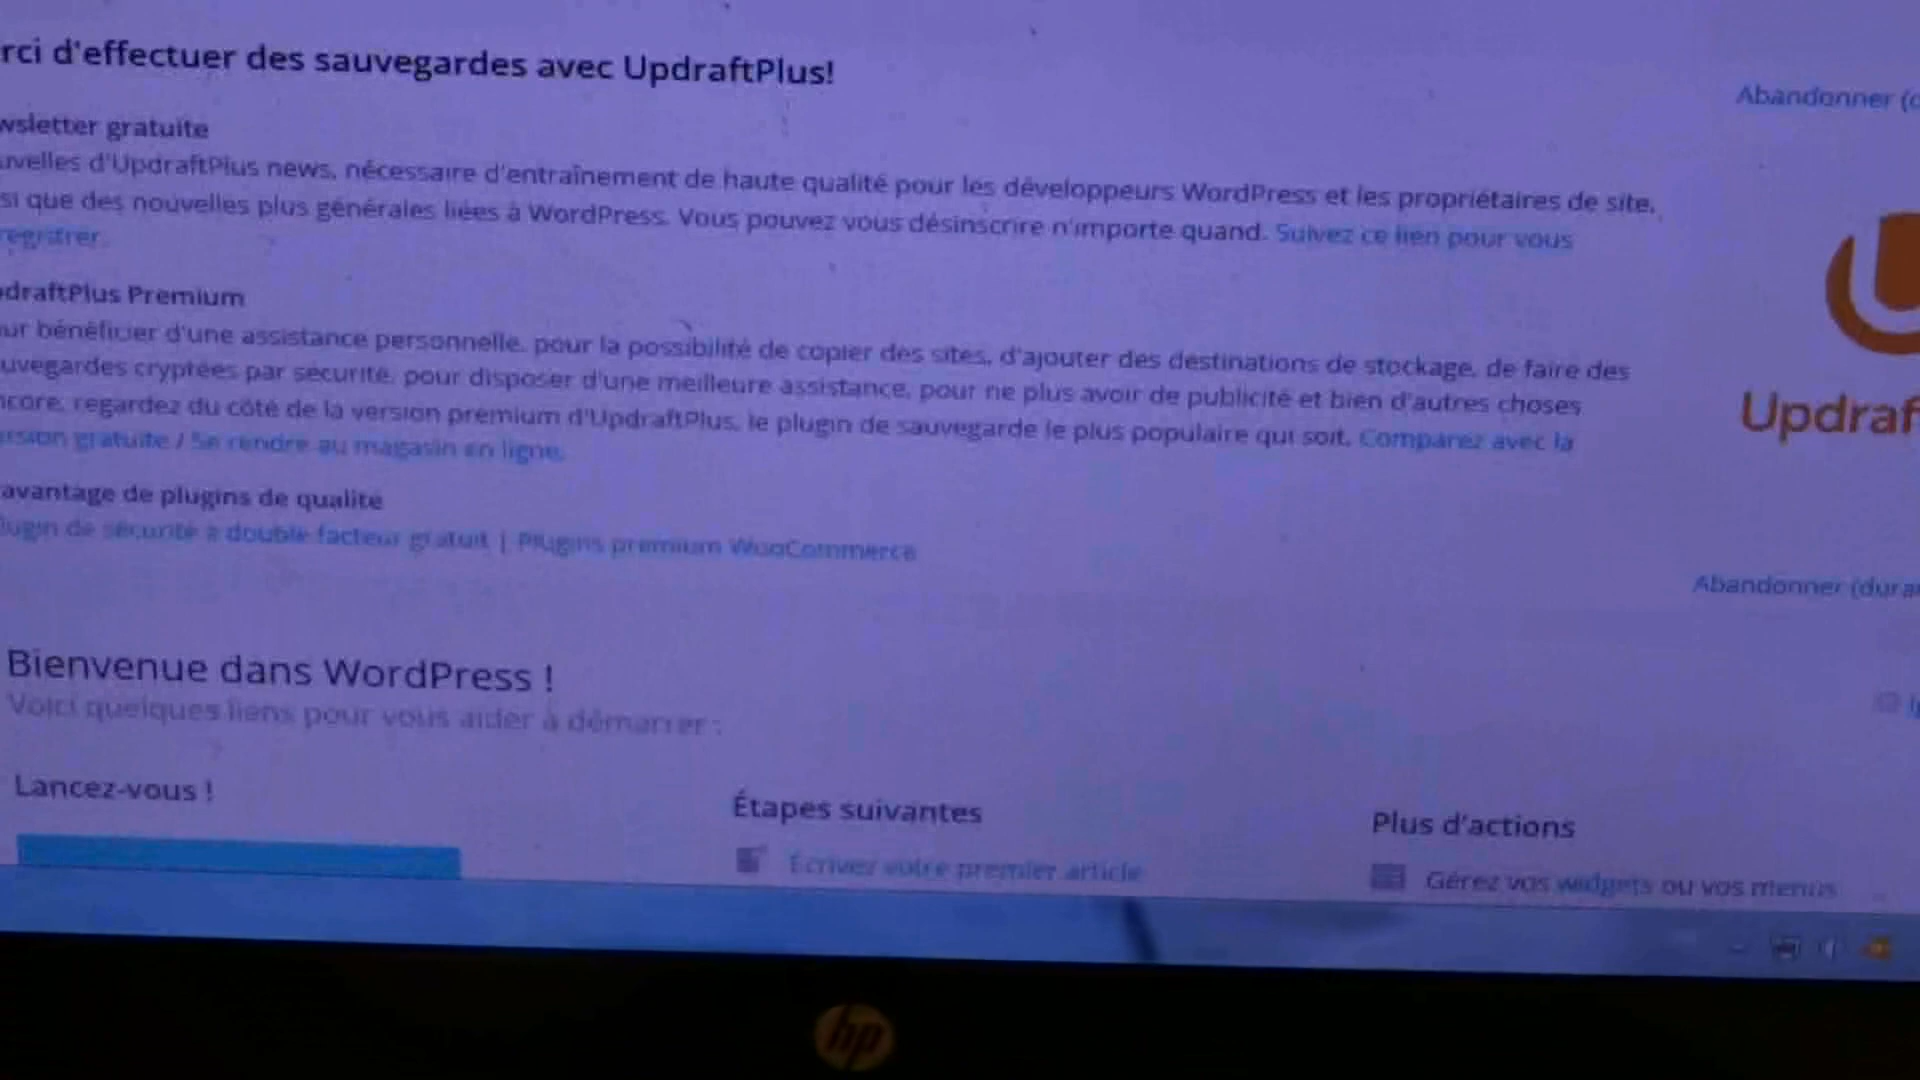 rci d'effectuer des sauvegardes avec UpdraftPlus!
Abandonner (d
wsletter gratuite
uvelles d'UpdraftPlus news, nécessaire d'entraînement de haute qualité pour les développeurs WordPress et les propriétaires de site,
si que des nouvelles plus générales liées à WordPress. Vous pouvez vous désinscrire n'importe quand. Suivez ce lien pour vous
registrer.
pdraftPlus Premium
ur bénéficier d'une assistance personnelle, pour la possibilité de copier des sites, d'ajouter des destinations de stockage, de faire des
uvegardes cryptées par sécurité, pour disposer d'une meilleure assistance, pour ne plus avoir de publicité et bien d'autres choses
ncore, regardez du côté de la version premium d'UpdraftPlus, le plugin de sauvegarde le plus populaire qui soit. Comparez avec la
ersion gratuite / Se rendre au magasin en ligne.
Updraf
avantage de plugins de qualité
lugin de sécurité à double facteur gratuit | Plugins premium WooCommerce
Abandonner (dura
Bienvenue dans WordPress !
Voici quelques liens pour vous aider à démarrer :
Lancez-vous !
Étapes suivantes
Écrivez votre premier article
Plus d'actions
Gérez vos widgets ou vos menus
hp